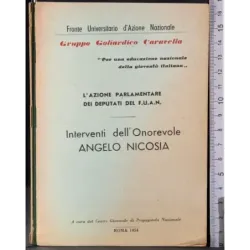 Fronte Universitario d'Azione Nazionale
Gruppo Goliardico Caravella
"Per una educazione nazionale
della gioventù italiana...
L'AZIONE PARLAMENTARE
DEI DEPUTATI DEL F.U.A.N.
Interventi dell'Onorevole
ANGELO NICOSIA
A cura del Centro Nazionale di Propaganda Nazionale
ROMA 1954